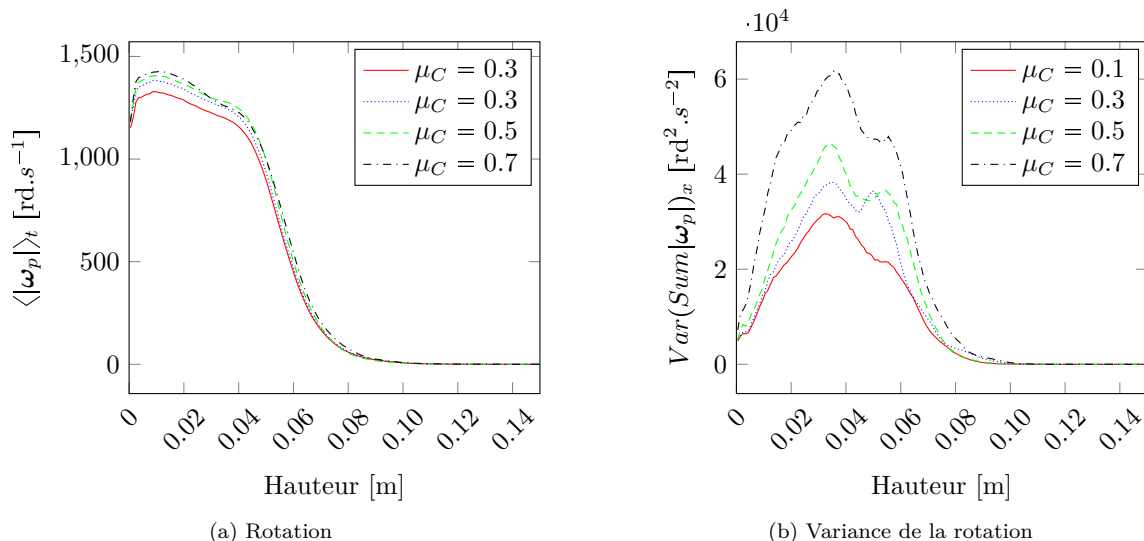 1,500
1,000
500
0
⟨|ω_p|⟩_t [rd.s⁻¹]
0
0.02
0.04
0.06
0.08
0.10
0.12
0.14
Hauteur [m]
μ_C = 0.3
μ_C = 0.3
μ_C = 0.5
μ_C = 0.7
(a) Rotation
·10⁴
6
4
2
0
Var(Sum|ω_p|)_x [rd².s⁻²]
0
0.02
0.04
0.06
0.08
0.10
0.12
0.14
Hauteur [m]
μ_C = 0.1
μ_C = 0.3
μ_C = 0.5
μ_C = 0.7
(b) Variance de la rotation